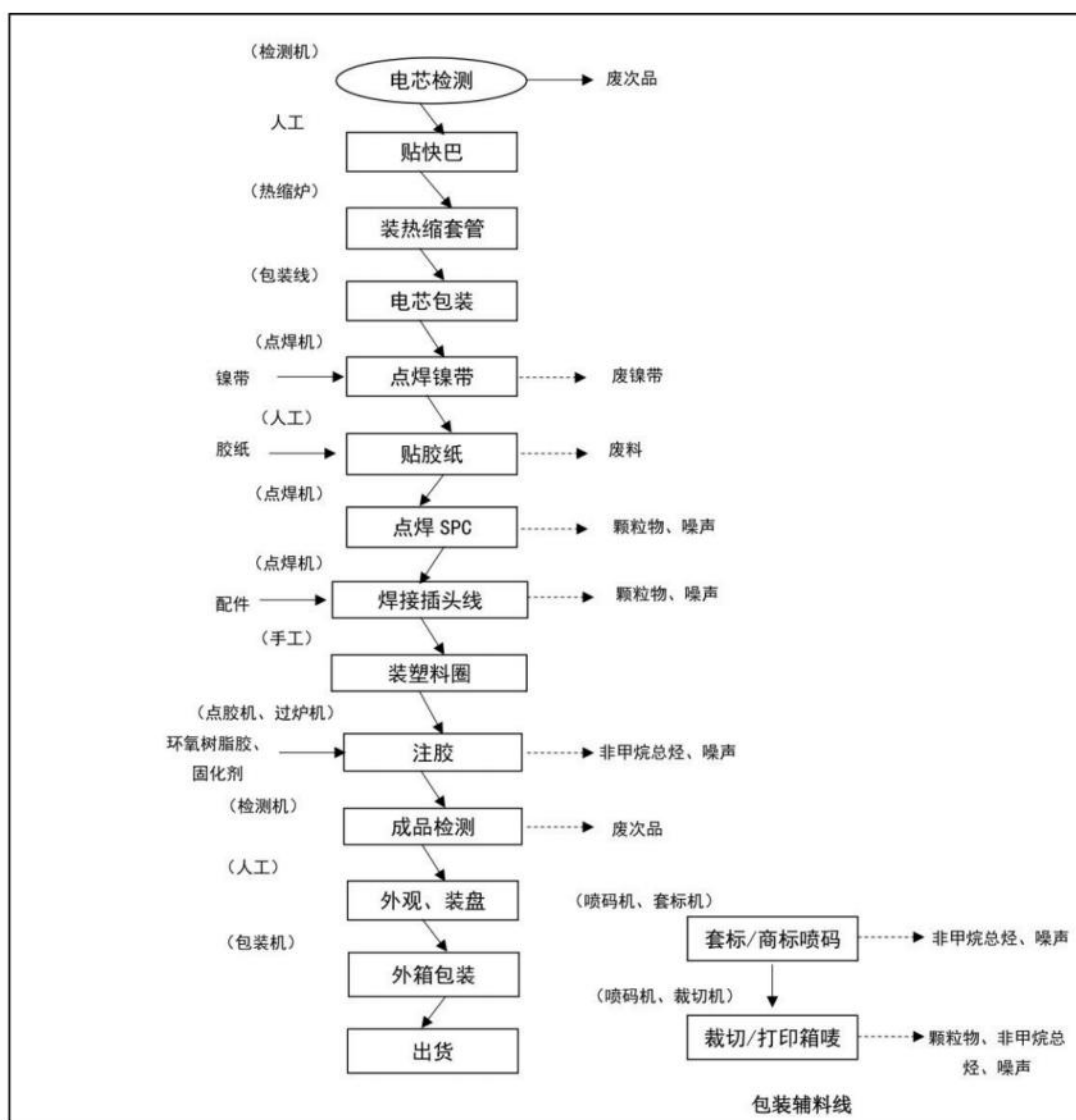 （检测机）
电芯检测
废次品
人工
贴快巴
（热缩炉）
装热缩套管
（包装线）
电芯包装
（点焊机）
镍带
点焊镍带
废镍带
（人工）
胶纸
贴胶纸
废料
（点焊机）
点焊 SPC
颗粒物、噪声
（点焊机）
配件
焊接插头线
颗粒物、噪声
（手工）
装塑料圈
（点胶机、过炉机）
环氧树脂胶、
固化剂
注胶
非甲烷总烃、噪声
（检测机）
成品检测
废次品
（人工）
外观、装盘
（包装机）
外箱包装
出货
（喷码机、套标机）
套标/商标喷码
非甲烷总烃、噪声
（喷码机、裁切机）
裁切/打印箱唛
颗粒物、非甲烷总
烃、噪声
包装辅料线